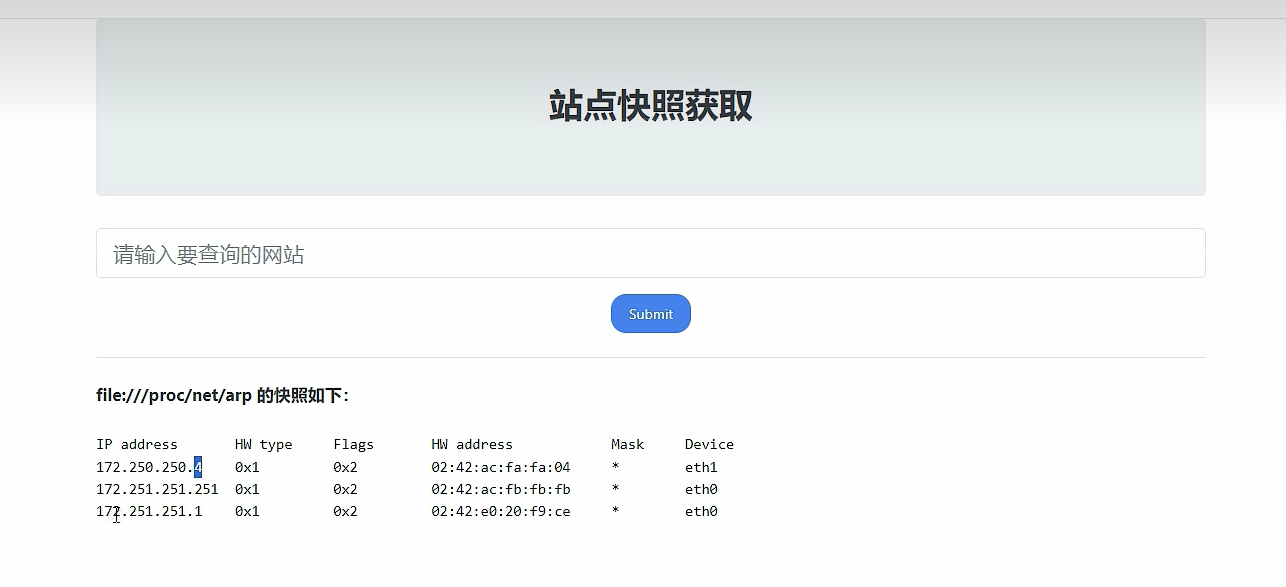 站点快照获取
请输入要查询的网站
Submit
file:///proc/net/arp 的快照如下：
IP address HW type Flags HW address Mask Device
172.250.250.4 0x1 0x2 02:42:ac:fa:fa:04 * eth1
172.251.251.251 0x1 0x2 02:42:ac:fb:fb:fb * eth0
172.251.251.1 0x1 0x2 02:42:e0:20:f9:ce * eth0